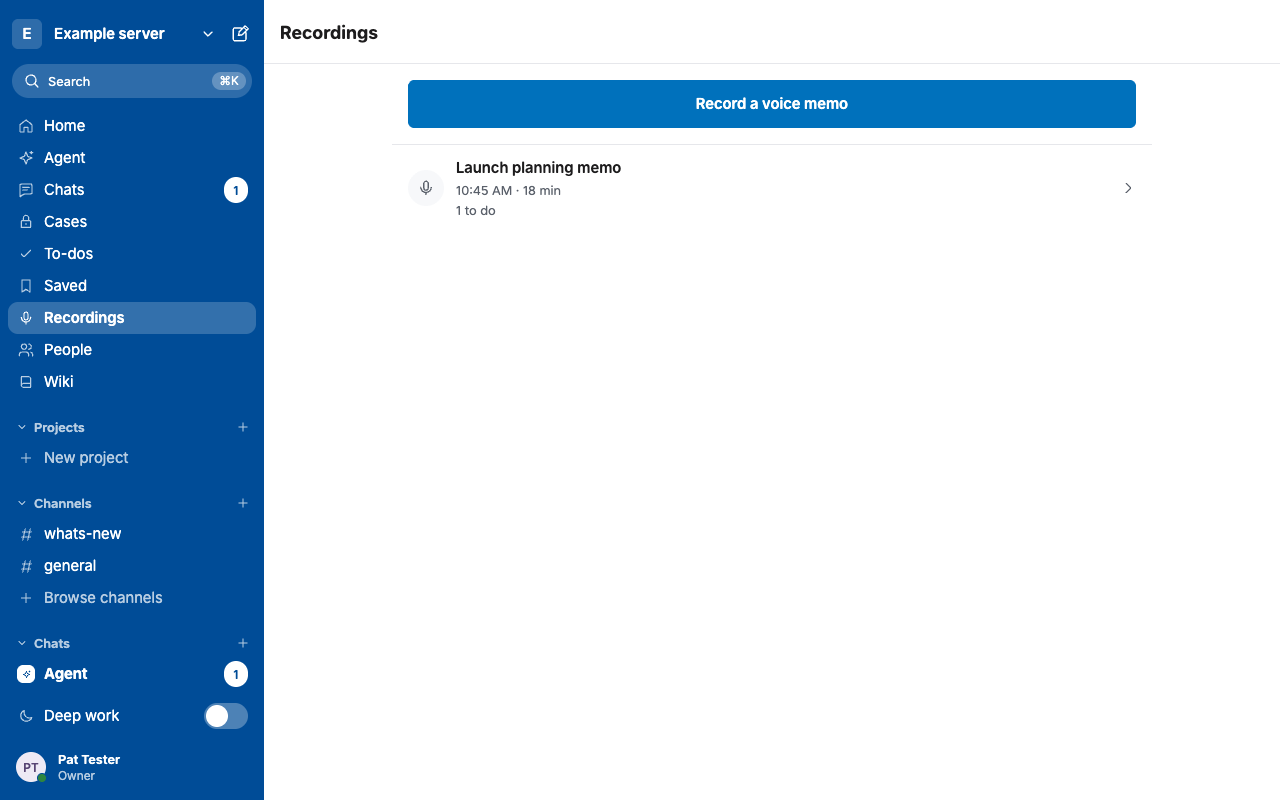 E
Example server
Search
⌘K
Home
Agent
Chats
1
Cases
To-dos
Saved
Recordings
People
Wiki
Projects
New project
Channels
# whats-new
# general
Browse channels
Chats
Agent
1
Deep work
PT
Pat Tester
Owner
Recordings
Record a voice memo
Launch planning memo
10:45 AM · 18 min
1 to do